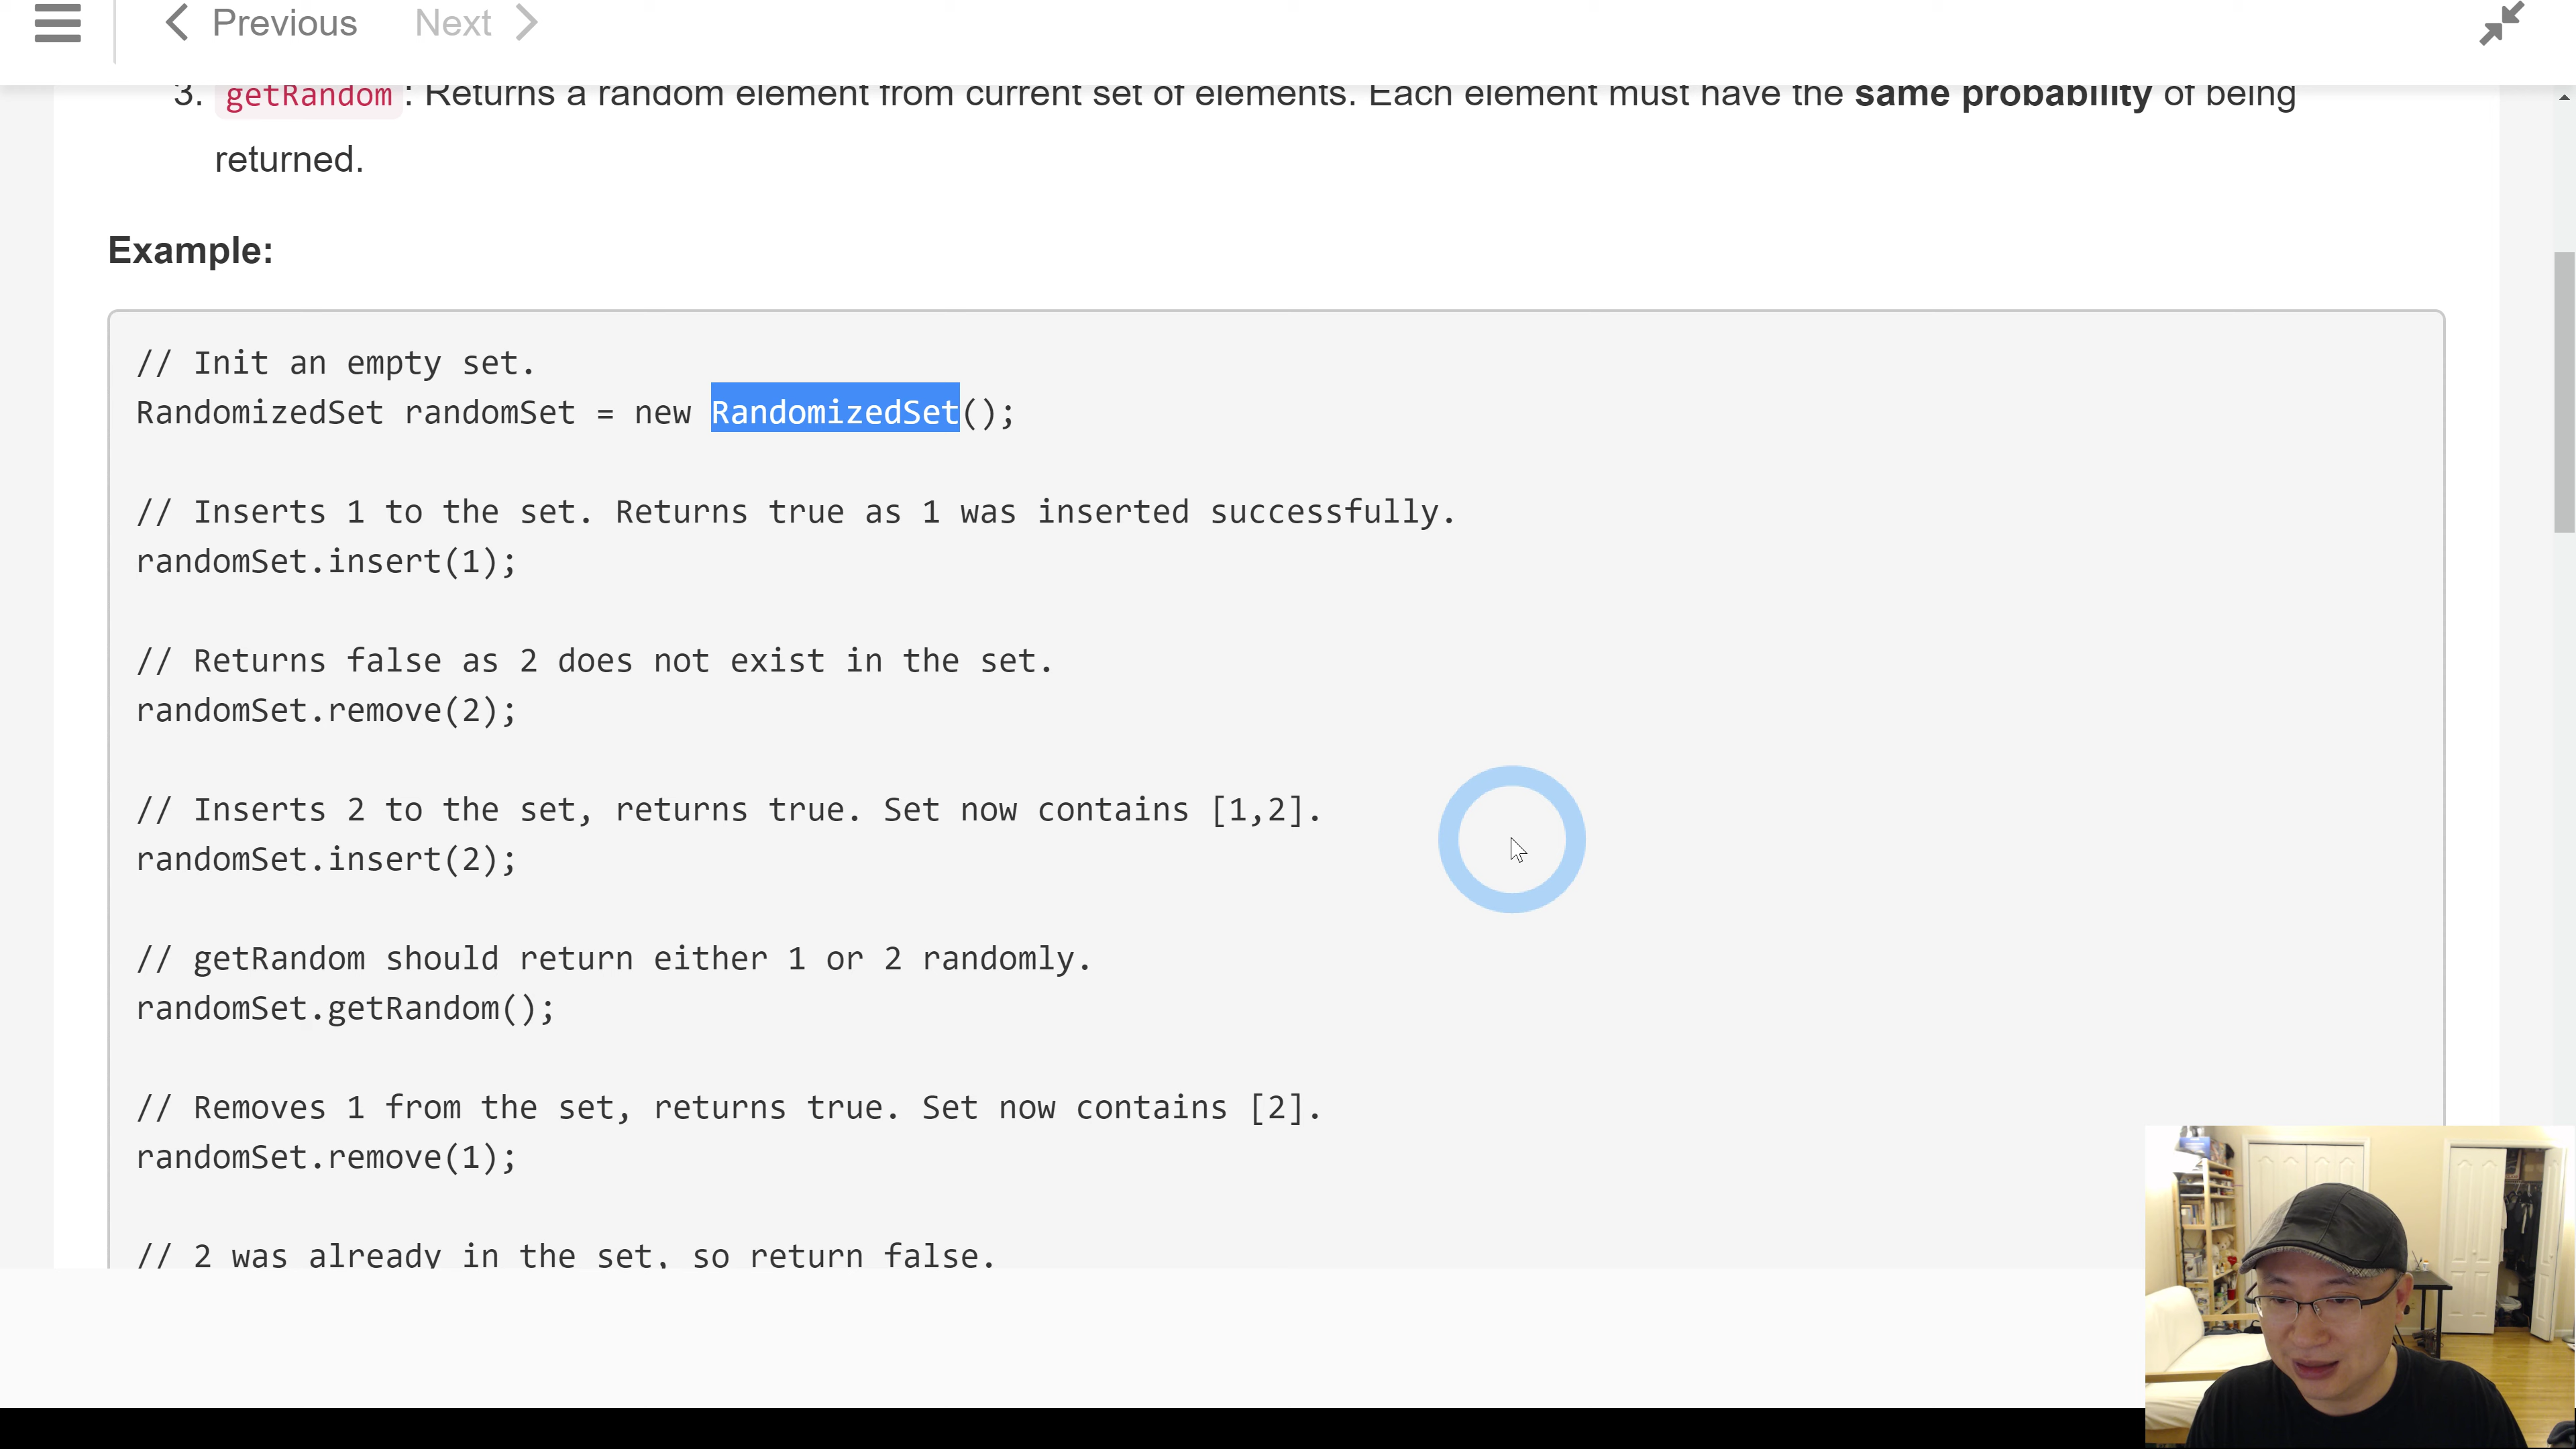 Previous Next
3. getRandom: Returns a random element from current set of elements. Each element must have the same probability of being
returned.
Example:
// Init an empty set.
RandomizedSet randomSet = new RandomizedSet();
// Inserts 1 to the set. Returns true as 1 was inserted successfully.
randomSet.insert(1);
// Returns false as 2 does not exist in the set.
randomSet.remove(2);
// Inserts 2 to the set, returns true. Set now contains [1,2].
randomSet.insert(2);
// getRandom should return either 1 or 2 randomly.
randomSet.getRandom();
// Removes 1 from the set, returns true. Set now contains [2].
randomSet.remove(1);
// 2 was already in the set, so return false.